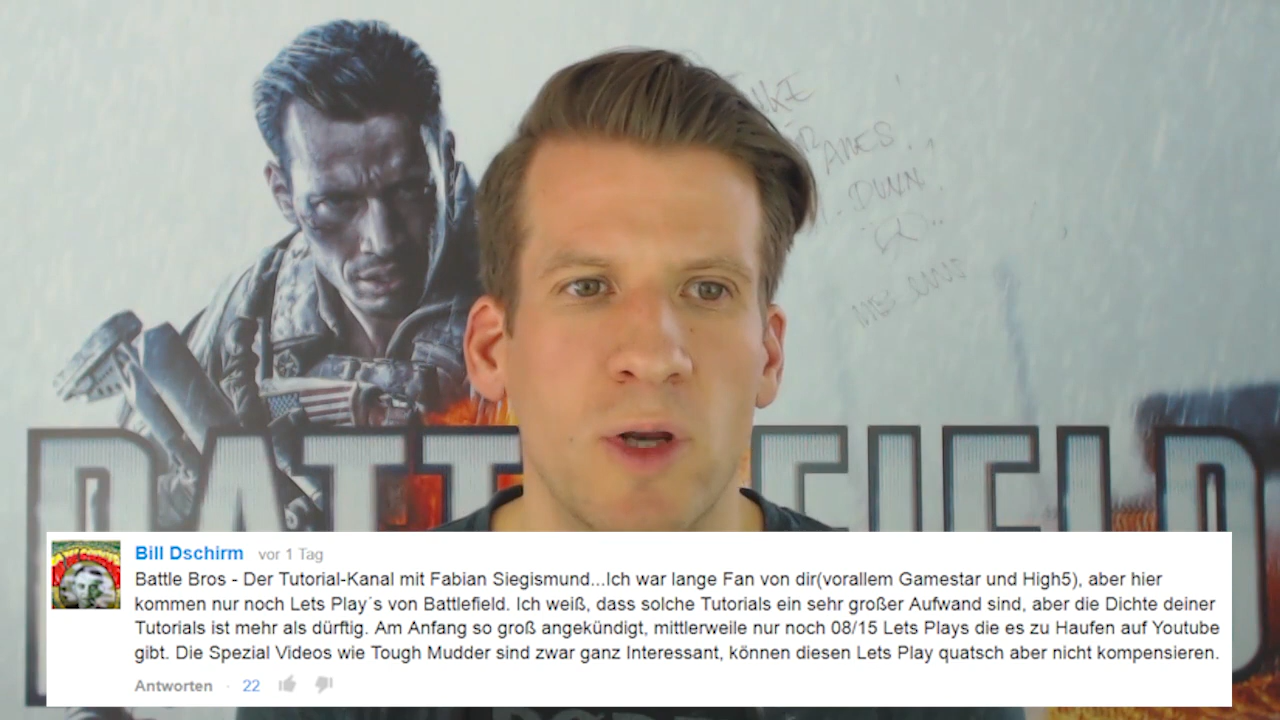 DUNN
BATTLEFIELD
Bill Dschirm vor 1 Tag
Battle Bros - Der Tutorial-Kanal mit Fabian Siegismund...Ich war lange Fan von dir(vorallem Gamestar und High5), aber hier
kommen nur noch Lets Play´s von Battlefield. Ich weiß, dass solche Tutorials ein sehr großer Aufwand sind, aber die Dichte deiner
Tutorials ist mehr als dürftig. Am Anfang so groß angekündigt, mittlerweile nur noch 08/15 Lets Plays die es zu Haufen auf Youtube
gibt. Die Spezial Videos wie Tough Mudder sind zwar ganz Interessant, können diesen Lets Play quatsch aber nicht kompensieren.
Antworten · 22